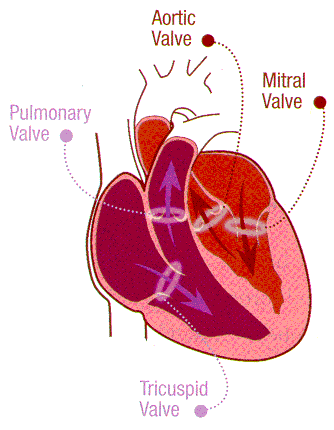 Aortic
Valve
Mitral
Valve
Pulmonary
Valve
Tricuspid
Valve